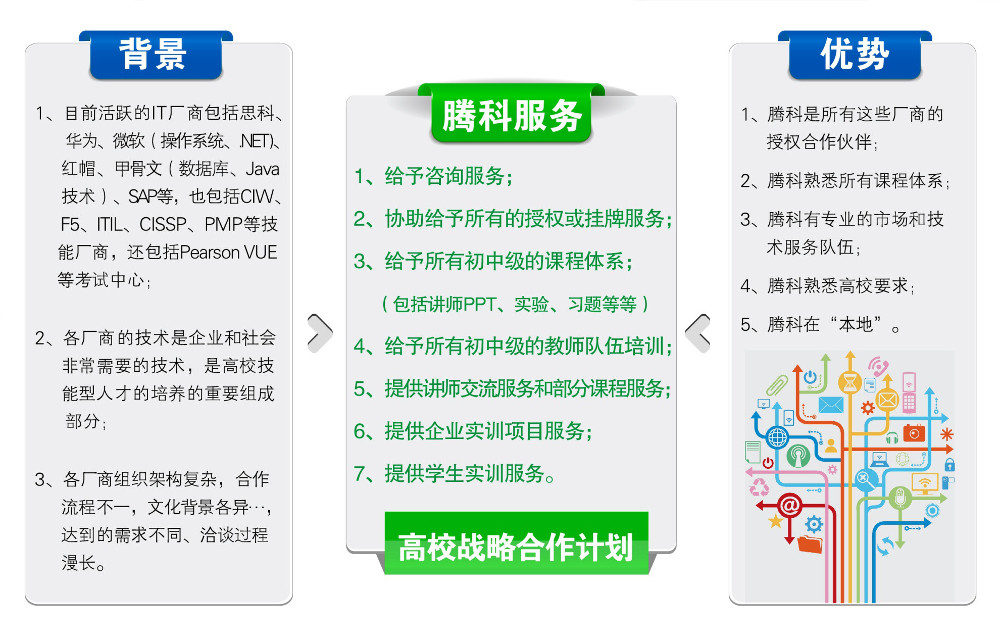 背景
1、目前活跃的IT厂商包括思科、
华为、微软（操作系统、.NET)、
红帽、甲骨文（数据库、Java
技术）、SAP等，也包括CIW、
F5、ITIL、CISSP、PMP等技
能厂商，还包括Pearson VUE
等考试中心；
2、各厂商的技术是企业和社会
非常需要的技术，是高校技
能型人才的培养的重要组成
部分；
3、各厂商组织架构复杂，合作
流程不一，文化背景各异…，
达到的需求不同、洽谈过程
漫长。
腾科服务
1、给予咨询服务；
2、协助给予所有的授权或挂牌服务；
3、给予所有初中级的课程体系；
（包括讲师PPT、实验、习题等等）
4、给予所有初中级的教师队伍培训；
5、提供讲师交流服务和部分课程服务；
6、提供企业实训项目服务；
7、提供学生实训服务。
高校战略合作计划
优势
1、腾科是所有这些厂商的
授权合作伙伴；
2、腾科熟悉所有课程体系；
3、腾科有专业的市场和技
术服务队伍；
4、腾科熟悉高校要求；
5、腾科在“本地”。
@